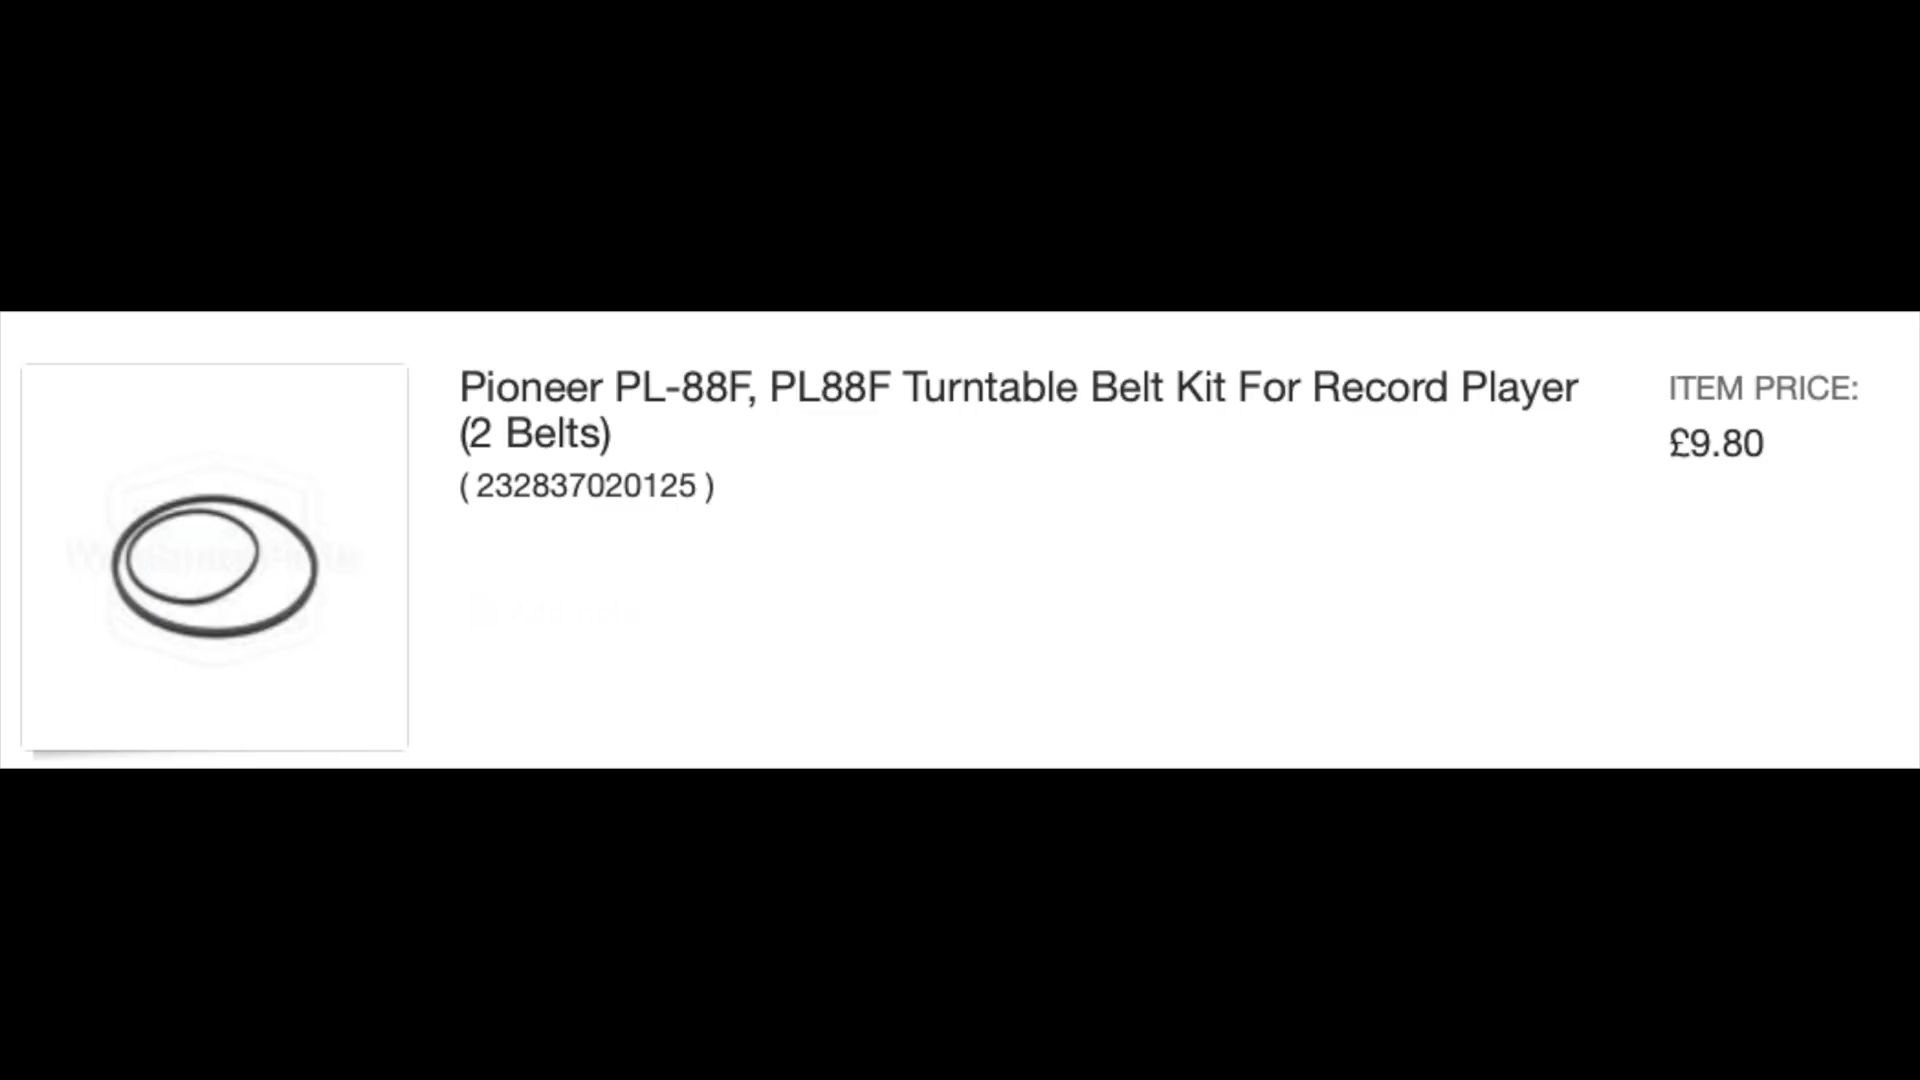 Pioneer PL-88F, PL88F Turntable Belt Kit For Record Player
(2 Belts)
( 232837020125 )
ITEM PRICE:
£9.80